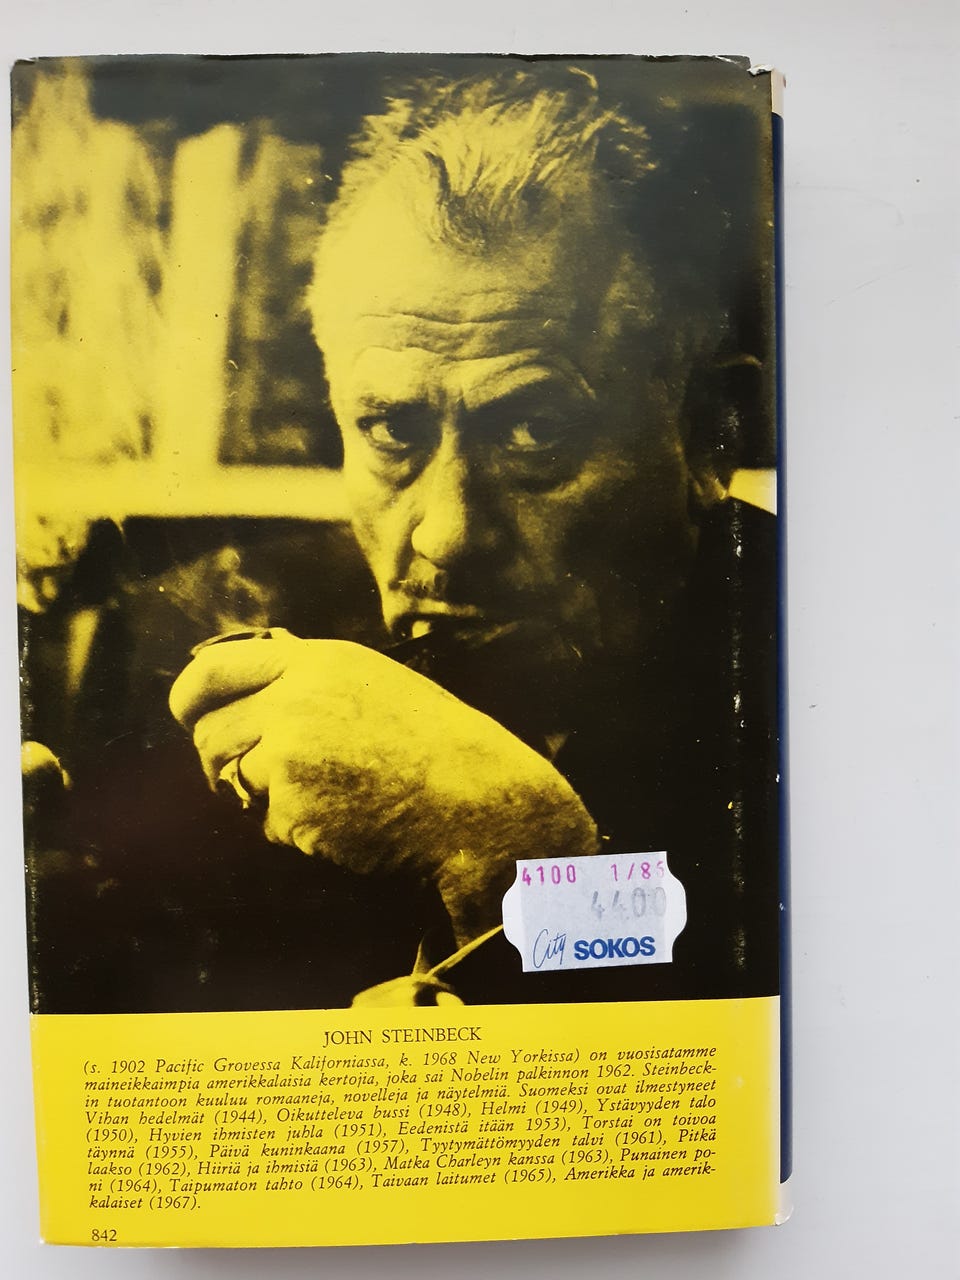 4100 1/86
4400
City SOKOS
JOHN STEINBECK
(s. 1902 Pacific Grovessa Kaliforniassa, k. 1968 New Yorkissa) on vuosisatamme
maineikkaimpia amerikkalaisia kertojia, joka sai Nobelin palkinnon 1962. Steinbeck-
in tuotantoon kuuluu romaaneja, novelleja ja näytelmiä. Suomeksi ovat ilmestyneet
Vihan hedelmät (1944), Oikutteleva bussi (1948), Helmi (1949), Ystävyyden talo
(1950), Hyvien ihmisten juhla (1951), Eedenistä itään 1953), Torstai on toivoa
täynnä (1955), Päivä kuninkaana (1957), Tyytymättömyyden talvi (1961), Pitkä
laakso (1962), Hiiriä ja ihmisiä (1963), Matka Charleyn kanssa (1963), Punainen po-
ni (1964), Taipumaton tahto (1964), Taivaan laitumet (1965), Amerikka ja amerik-
kalaiset (1967).
842